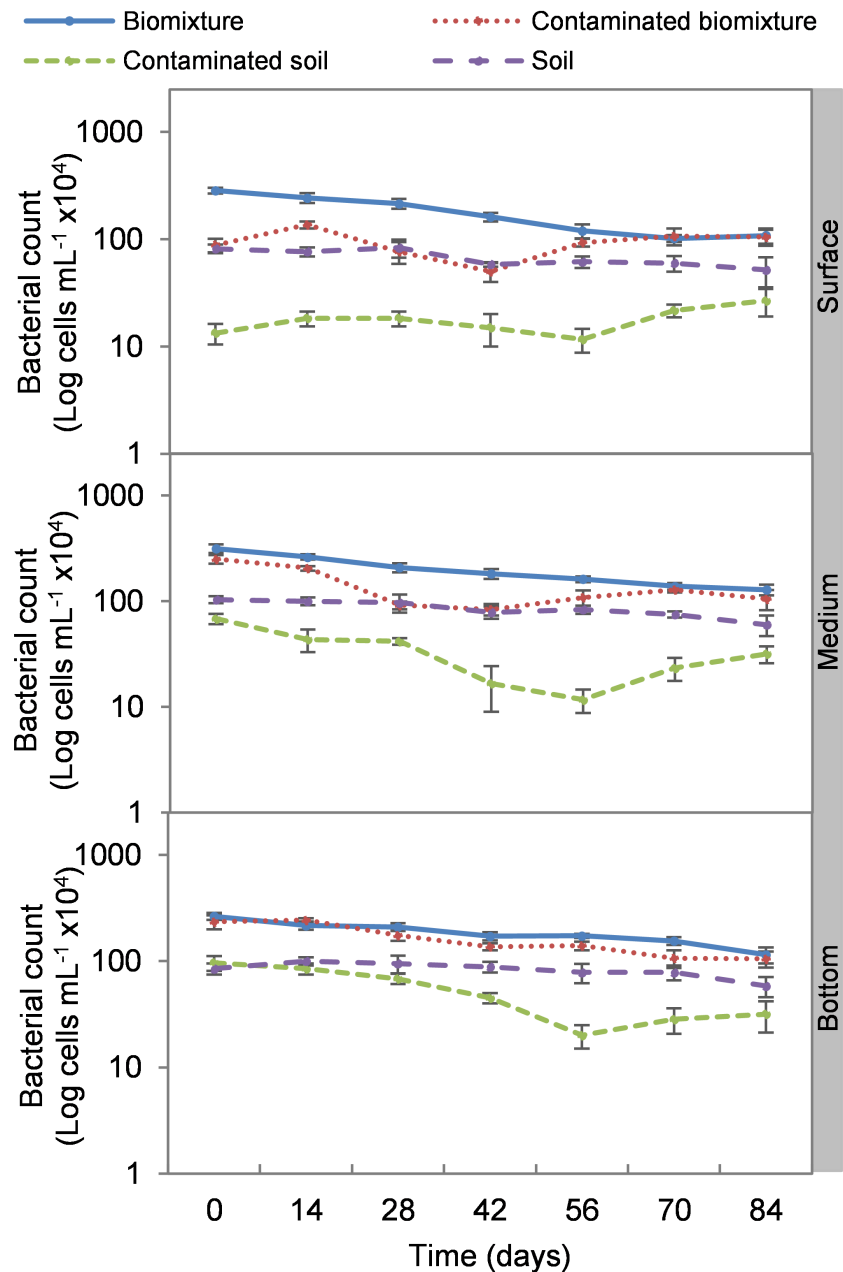 Biomixture
Contaminated biomixture
Contaminated soil
Soil
Bacterial count
(Log cells mL⁻¹ x10⁴)
1000
100
10
1
Surface
Bacterial count
(Log cells mL⁻¹ x10⁴)
1000
100
10
1
Medium
Bacterial count
(Log cells mL⁻¹ x10⁴)
1000
100
10
1
Bottom
0 14 28 42 56 70 84
Time (days)